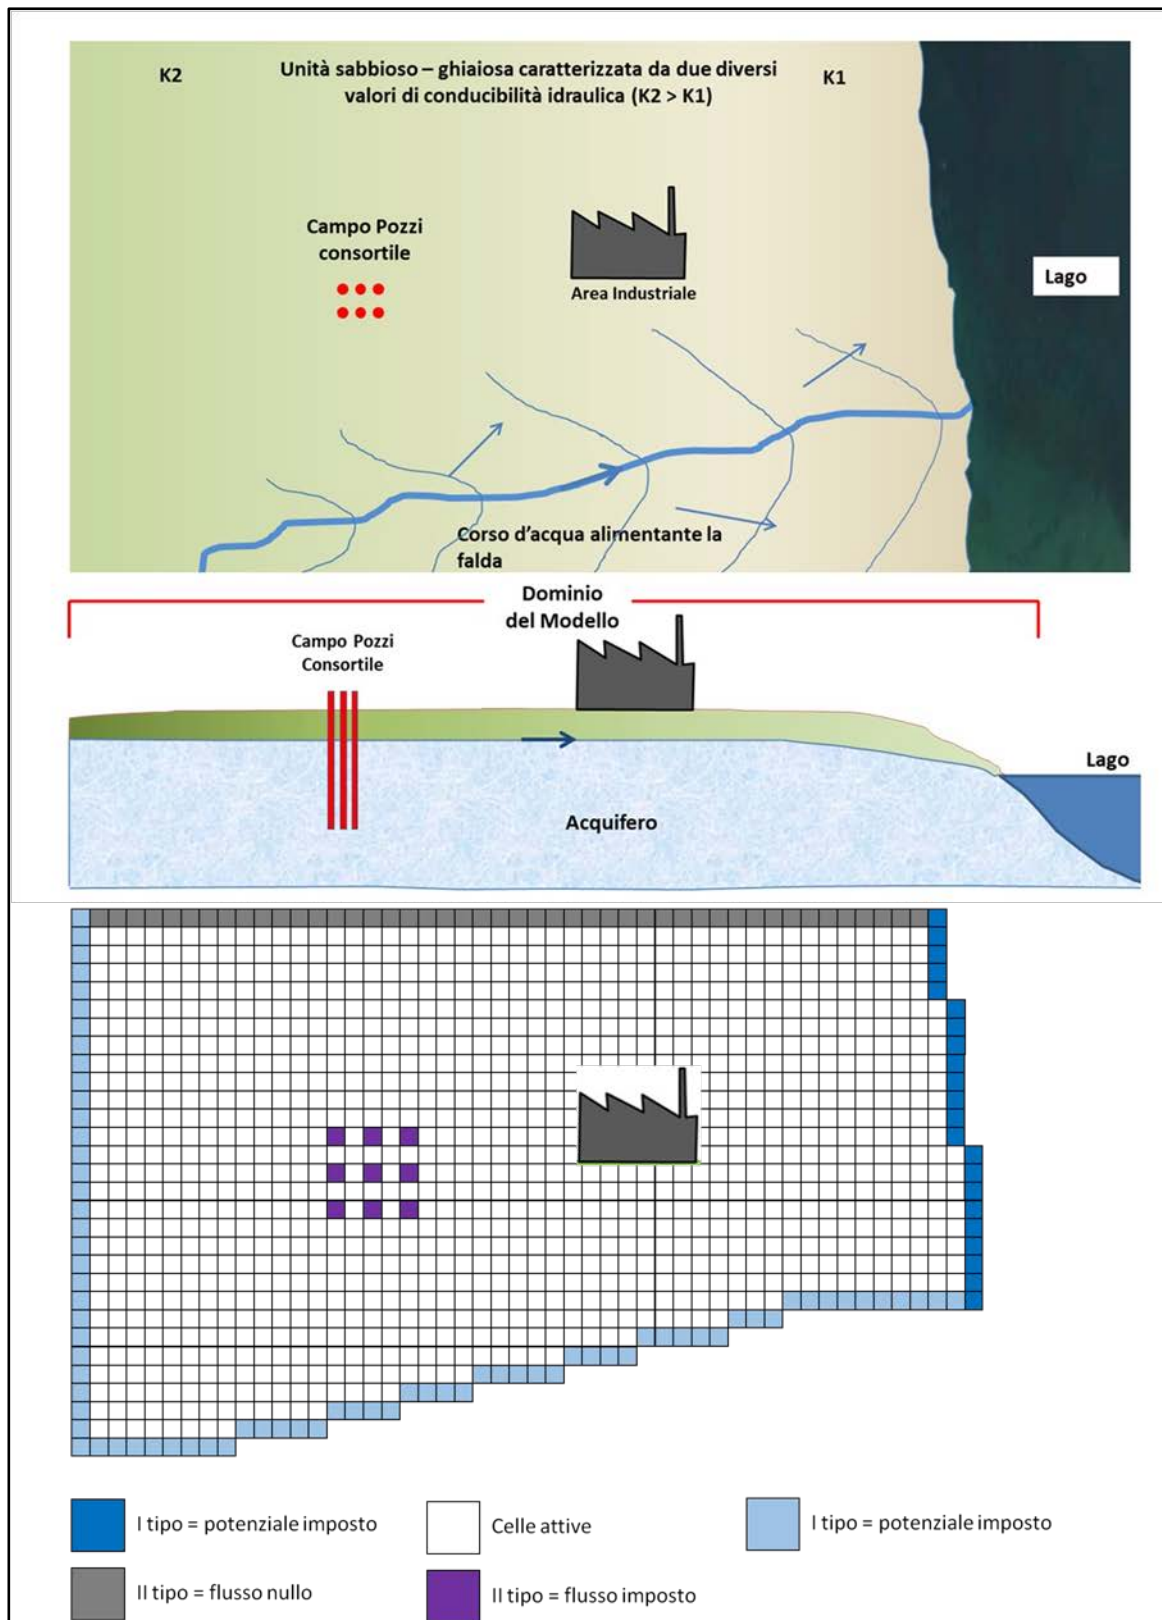 K2
Unità sabbioso – ghiaiosa caratterizzata da due diversi
valori di conducibilità idraulica (K2 > K1)
K1
Campo Pozzi
consortile
Area Industriale
Lago
Corso d'acqua alimentante la
falda
Dominio
del Modello
Campo Pozzi
Consortile
Lago
Acquifero
I tipo = potenziale imposto
Celle attive
I tipo = potenziale imposto
II tipo = flusso nullo
II tipo = flusso imposto